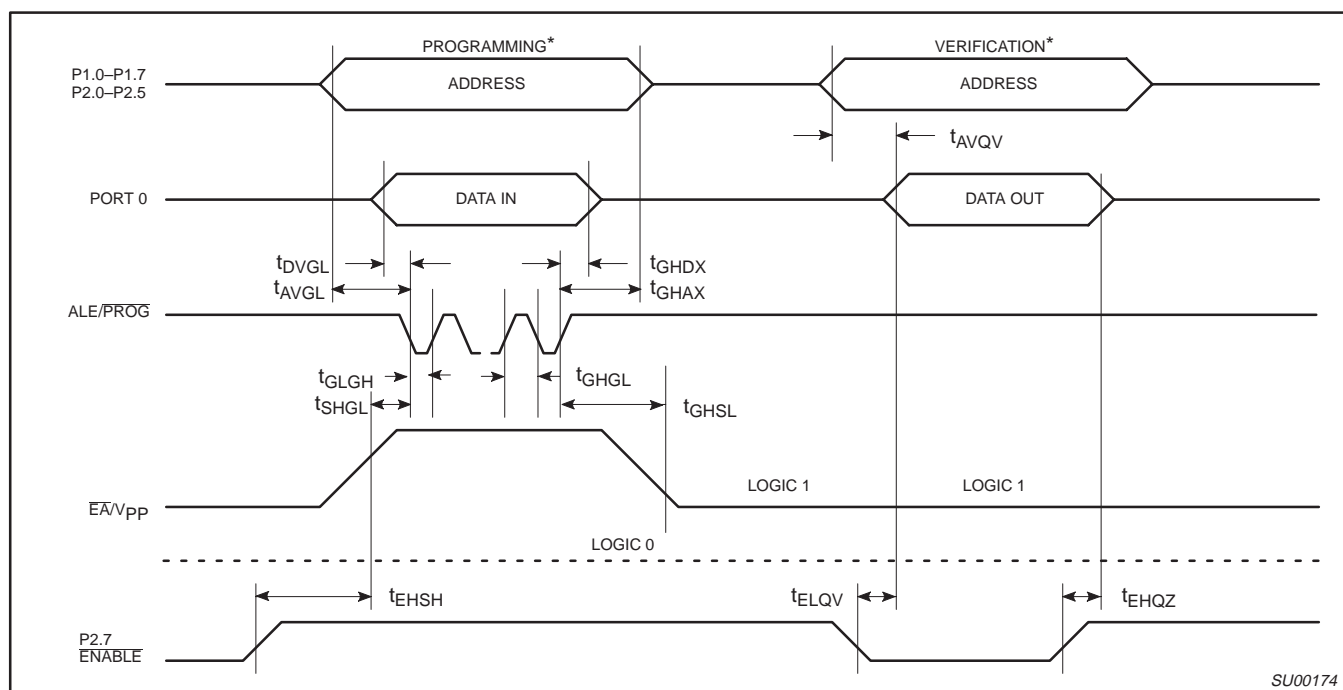 PROGRAMMING* VERIFICATION*
P1.0–P1.7
P2.0–P2.5
ADDRESS ADDRESS
tAVQV
PORT 0 DATA IN DATA OUT
tDVGL tGHDX
tAVGL tGHAX
ALE/PROG
tGLGH tGHGL
tSHGL tGHSL
LOGIC 1 LOGIC 1
EA/VPP
LOGIC 0
tEHSH tELQV tEHQZ
P2.7
ENABLE
SU00174